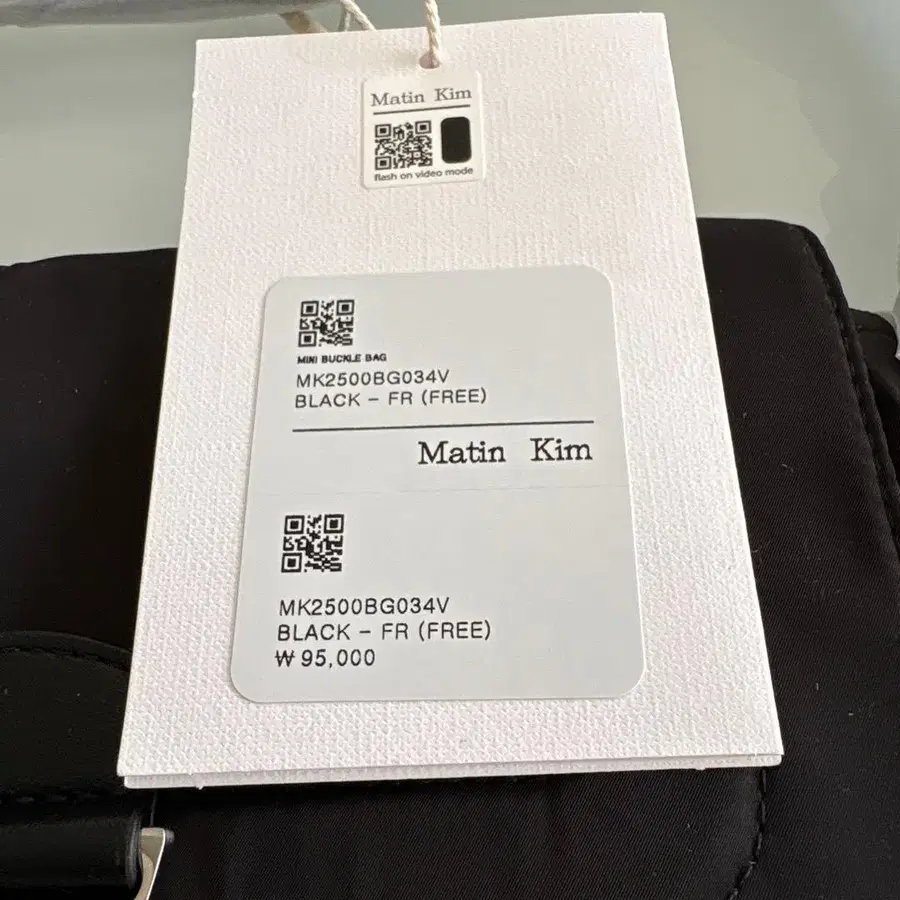 Matin Kim
flash on video mode
MINI BUCKLE BAG
MK2500BG034V
BLACK - FR (FREE)
Matin Kim
MK2500BG034V
BLACK - FR (FREE)
₩ 95,000